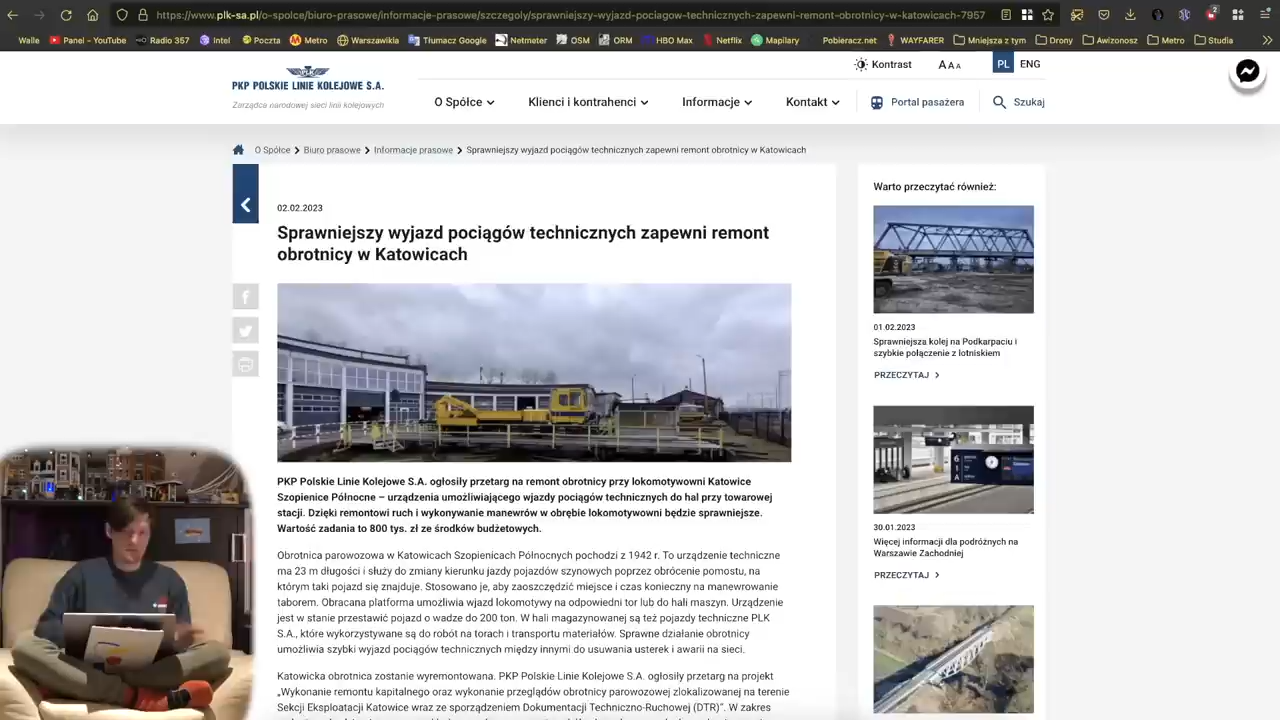 https://www.plk-sa.pl/o-spolce/biuro-prasowe/informacje-prasowe/szczegoly/sprawniejszy-wyjazd-pociagow-technicznych-zapewni-remont-obrotnicy-w-katowicach-7957
Walle
Pan – YouTube
Radio 357
Intelog
Metro
Warszawka
Google
Netmeter
OSM
ORM
HBO Max
Netflix
Mapilary
Pobieracz.net
WAYFARER
Mindory
Awizonosz
Metro
Studia
PKP POLSKIE LINIE KOLEJOWE S.A.
Zarządca narodowej sieci linii kolejowych
Kontrast
A A A
PL
ENG
O Spółce
Klienci i kontrahenci
Informacje
Kontakt
Portal pasażera
Szukaj
O Spółce
Biuro prasowe
Informacje prasowe
Sprawniejszy wyjazd pociągów technicznych zapewni remont obrotnicy w Katowicach
02.02.2023
Sprawniejszy wyjazd pociągów technicznych zapewni remont
obrotnicy w Katowicach
PKP Polskie Linie Kolejowe S.A. ogłosiły przetarg na remont obrotnicy przy lokomotywowni Katowice
Szopienice Północne – urządzenia umożliwiającego wjazdy pociągów technicznych do hal przy towarowej
stacji. Dzięki remontowi ruch i wykonywanie manewrów w obrębie lokomotywowni będzie sprawniejsze.
Wartość zadania to 800 tys. zł ze środków budżetowych.
Obrotnica parowozowa w Katowicach Szopienicach Północnych pochodzi z 1942 r. To urządzenie techniczne
ma 23 m długości i służy do zmiany kierunku jazdy pojazdów szynowych poprzez obrócenie pomostu, na
którym taki pojazd się znajduje. Stosowano je, aby zaoszczędzić miejsce i czas konieczny na manewrowanie
taborem. Obracana platforma umożliwia wjazd lokomotywy na odpowiedni tor lub do hali maszyn. Urządzenie
jest w stanie przestawić pojazd o wadze do 200 ton. W hali magazynowej są też pojazdy techniczne PLK
S.A., które wykorzystywane są do robót na torach i transportu materiałów. Sprawne działanie obrotnicy
umożliwia szybki wyjazd pociągów technicznych między innymi do usuwania usterek i awarii na sieci.
Katowicka obrotnica zostanie wyremontowana. PKP Polskie Linie Kolejowe S.A. ogłosiły przetarg na projekt
„Wykonanie remontu kapitalnego oraz wykonanie przeglądów obrotnicy parowozowej zlokalizowanej na terenie
Sekcji Eksploatacji Katowice wraz ze sporządzeniem Dokumentacji Techniczno-Ruchowej (DTR)". W zakres
Warto przeczytać również:
01.02.2023
Sprawniejsza kolej na Podkarpaciu i
szybkie połączenie z lotniskiem
PRZECZYTAJ
30.01.2023
Więcej informacji dla podróżnych na
Warszawie Zachodniej
PRZECZYTAJ